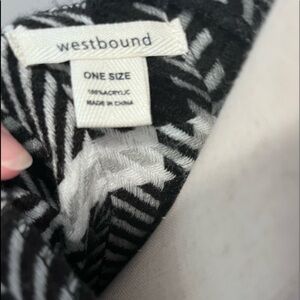 westbound
ONE SIZE
100%ACRYLIC
MADE IN CHINA